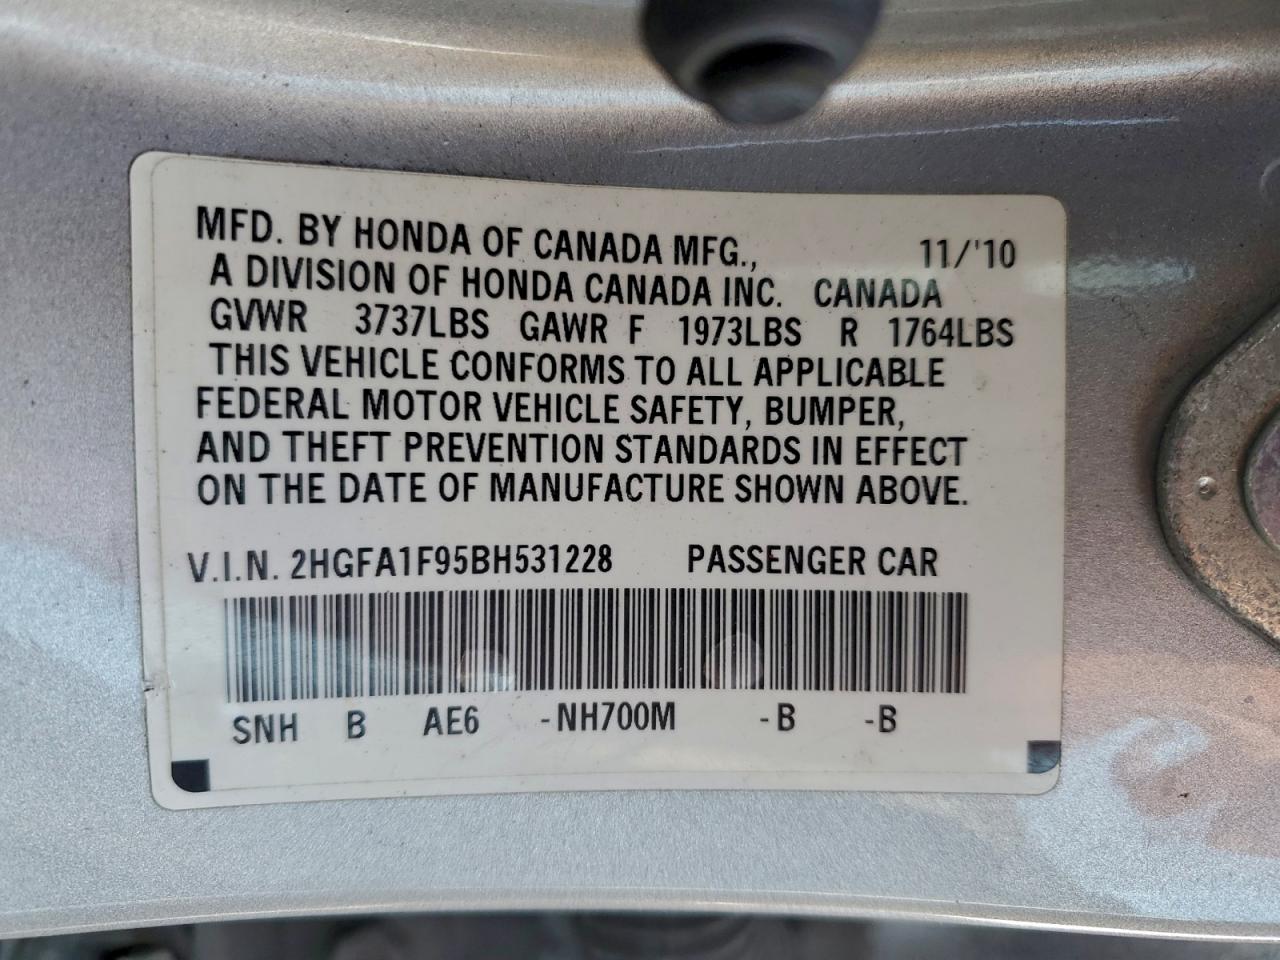 MFD. BY HONDA OF CANADA MFG., 11/'10
A DIVISION OF HONDA CANADA INC. CANADA
GVWR 3737LBS GAWR F 1973LBS R 1764LBS
THIS VEHICLE CONFORMS TO ALL APPLICABLE
FEDERAL MOTOR VEHICLE SAFETY, BUMPER,
AND THEFT PREVENTION STANDARDS IN EFFECT
ON THE DATE OF MANUFACTURE SHOWN ABOVE.
V.I.N. 2HGFA1F95BH531228 PASSENGER CAR
SNH B AE6 -NH700M -B -B